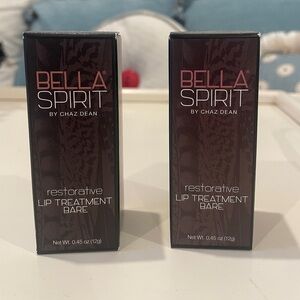 BELLA
SPIRIT
BY CHAZ DEAN
restorative
LIP TREATMENT
BARE
Net Wt. 0.45 oz (12g)
BELLA
SPIRIT
BY CHAZ DEAN
restorative
LIP TREATMENT
BARE
Net Wt. 0.45 oz (12g)